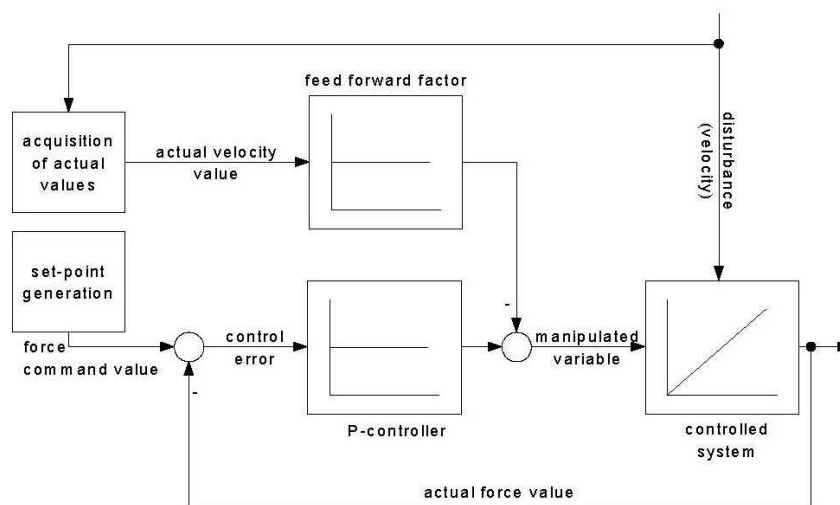 feed forward factor
acquisition
of actual
values
actual velocity
value
disturbance
(velocity)
set-point
generation
-
force
command value
control
error
manipulated
variable
-
P-controller
controlled
system
actual force value